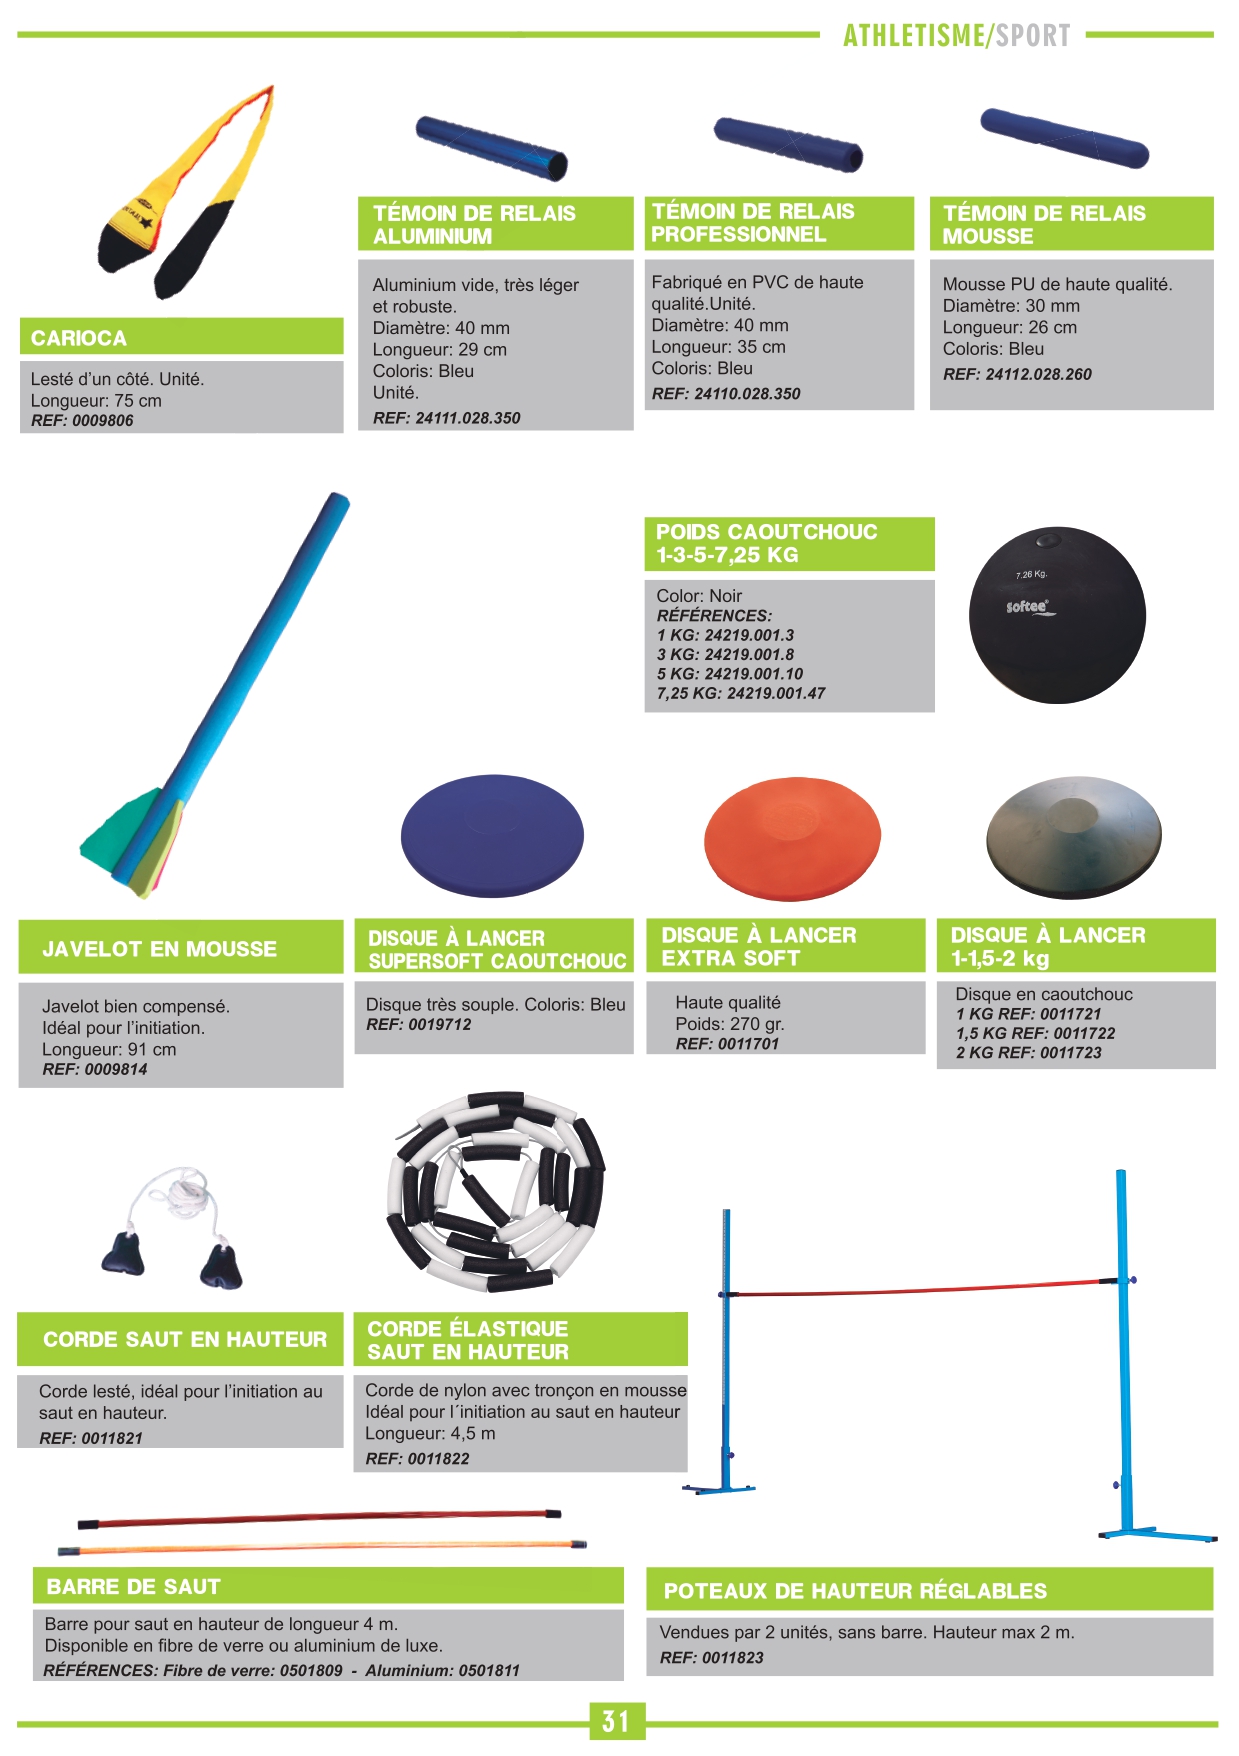 ATHLETISME/SPORT
CARIOCA
Lesté d'un côté. Unité.
Longueur: 75 cm
REF: 0009806
TÉMOIN DE RELAIS
ALUMINIUM
Aluminium vide, très léger
et robuste.
Diamètre: 40 mm
Longueur: 29 cm
Coloris: Bleu
Unité.
REF: 24111.028.350
TÉMOIN DE RELAIS
PROFESSIONNEL
Fabriqué en PVC de haute
qualité.Unité.
Diamètre: 40 mm
Longueur: 35 cm
Coloris: Bleu
REF: 24110.028.350
TÉMOIN DE RELAIS
MOUSSE
Mousse PU de haute qualité.
Diamètre: 30 mm
Longueur: 26 cm
Coloris: Bleu
REF: 24112.028.260
POIDS CAOUTCHOUC
1-3-5-7,25 KG
Color: Noir
RÉFÉRENCES:
1 KG: 24219.001.3
3 KG: 24219.001.8
5 KG: 24219.001.10
7,25 KG: 24219.001.47
7.26 Kg.
softee
JAVELOT EN MOUSSE
Javelot bien compensé.
Idéal pour l'initiation.
Longueur: 91 cm
REF: 0009814
DISQUE À LANCER
SUPERSOFT CAOUTCHOUC
Disque très souple. Coloris: Bleu
REF: 0019712
DISQUE À LANCER
EXTRA SOFT
Haute qualité
Poids: 270 gr.
REF: 0011701
DISQUE À LANCER
1-1,5-2 kg
Disque en caoutchouc
1 KG REF: 0011721
1,5 KG REF: 0011722
2 KG REF: 0011723
CORDE SAUT EN HAUTEUR
Corde lesté, idéal pour l'initiation au
saut en hauteur.
REF: 0011821
CORDE ÉLASTIQUE
SAUT EN HAUTEUR
Corde de nylon avec tronçon en mousse
Idéal pour l´initiation au saut en hauteur
Longueur: 4,5 m
REF: 0011822
BARRE DE SAUT
Barre pour saut en hauteur de longueur 4 m.
Disponible en fibre de verre ou aluminium de luxe.
RÉFÉRENCES: Fibre de verre: 0501809 - Aluminium: 0501811
POTEAUX DE HAUTEUR RÉGLABLES
Vendues par 2 unités, sans barre. Hauteur max 2 m.
REF: 0011823
31